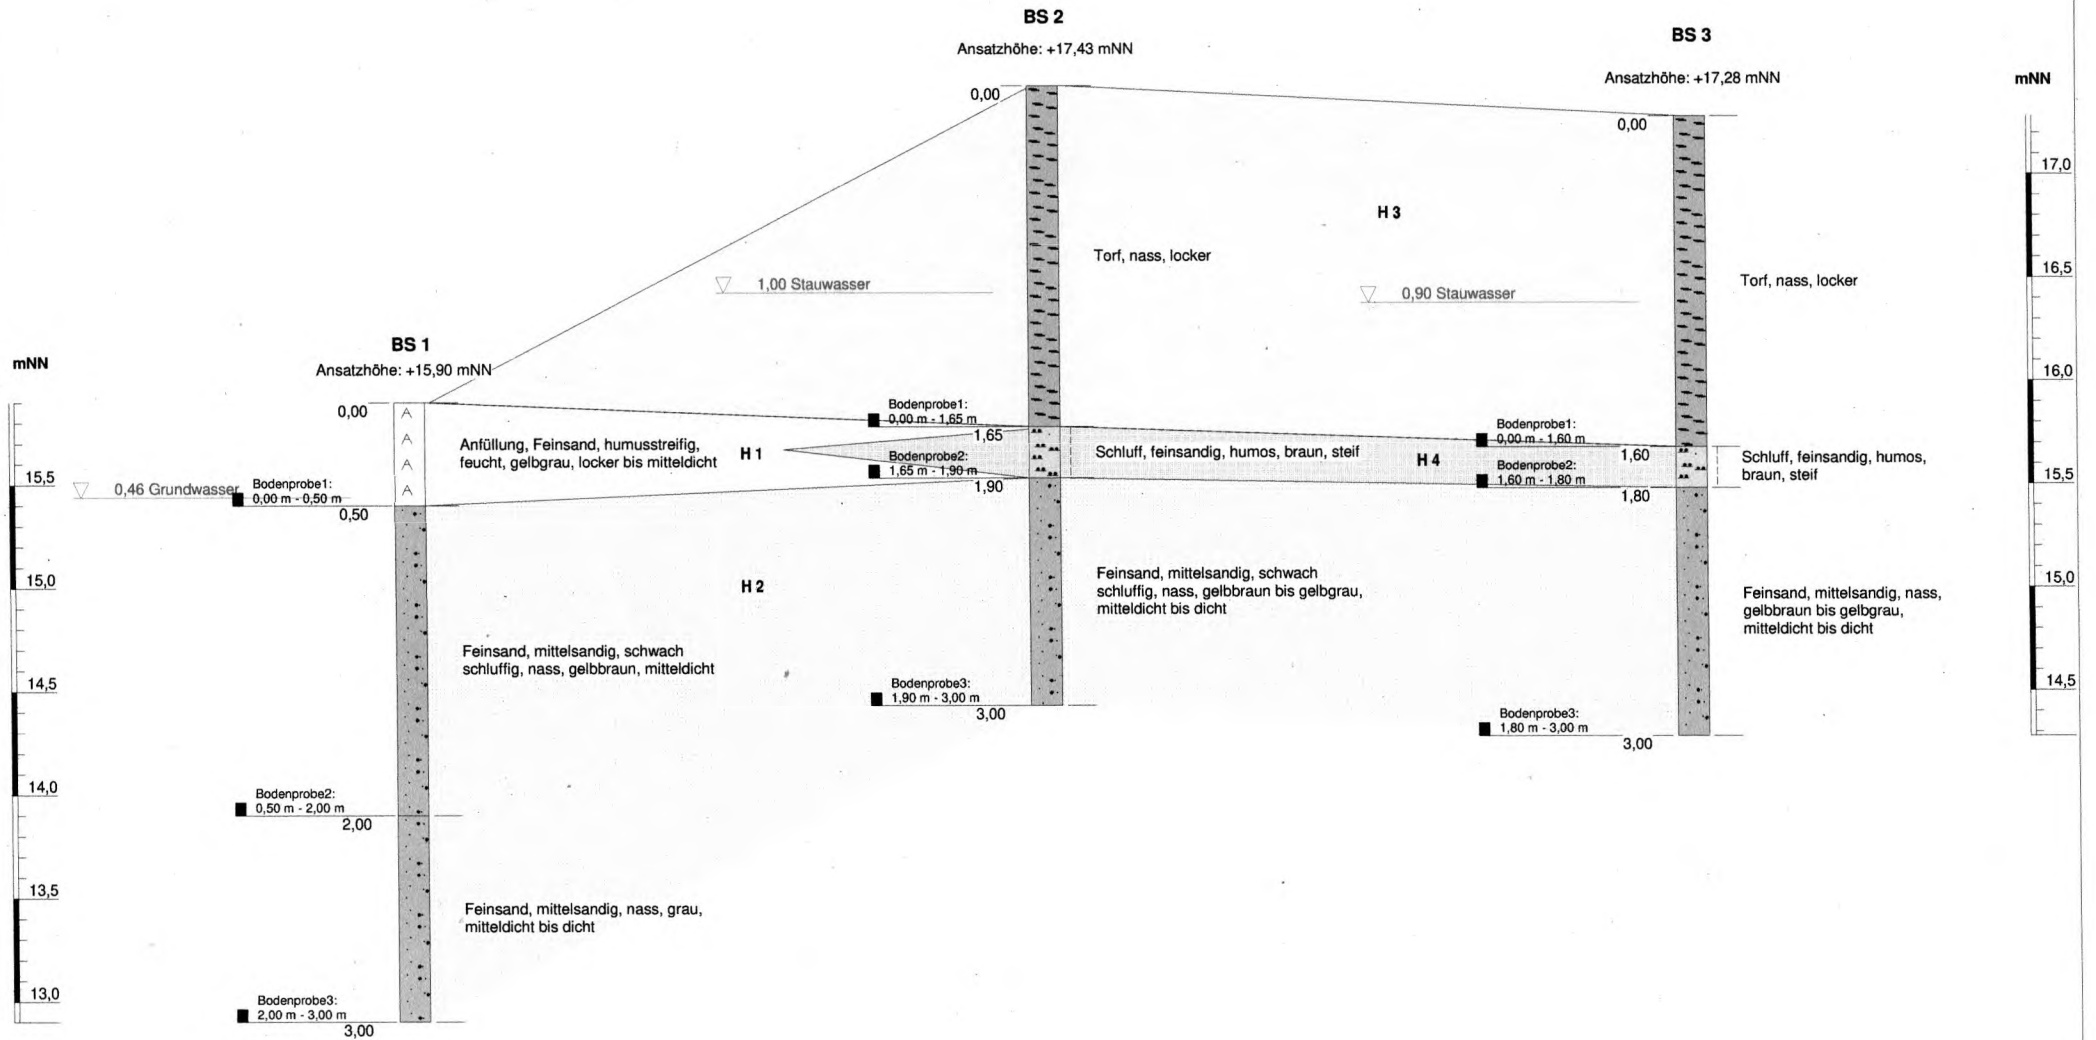 BS 2
Ansatzhöhe: +17,43 mNN
BS 3
Ansatzhöhe: +17,28 mNN
mNN
0,00
0,00
17,0
H 3
Torf, nass, locker
16,5
Torf, nass, locker
1,00 Stauwasser
0,90 Stauwasser
BS 1
Ansatzhöhe: +15,90 mNN
mNN
16,0
0,00
Bodenprobe1:
0,00 m - 1,65 m
1,65
Bodenprobe1:
0,00 m - 1,60 m
1,60
Anfüllung, Feinsand, humusstreifig,
feucht, gelbgrau, locker bis mitteldicht
H 1
Bodenprobe2:
1,65 m - 1,90 m
1,90
Schluff, feinsandig, humos, braun, steif
H 4
Bodenprobe2:
1,60 m - 1,80 m
1,80
Schluff, feinsandig, humos,
braun, steif
15,5
15,5
0,46 Grundwasser
Bodenprobe1:
0,00 m - 0,50 m
0,50
15,0
H 2
Feinsand, mittelsandig, schwach
schluffig, nass, gelbbraun bis gelbgrau,
mitteldicht bis dicht
15,0
Feinsand, mittelsandig, nass,
gelbbraun bis gelbgrau,
mitteldicht bis dicht
Feinsand, mittelsandig, schwach
schluffig, nass, gelbbraun, mitteldicht
14,5
Bodenprobe3:
1,90 m - 3,00 m
3,00
14,5
Bodenprobe3:
1,80 m - 3,00 m
3,00
14,0
Bodenprobe2:
0,50 m - 2,00 m
2,00
13,5
Feinsand, mittelsandig, nass, grau,
mitteldicht bis dicht
13,0
Bodenprobe3:
2,00 m - 3,00 m
3,00
A
A
A
A